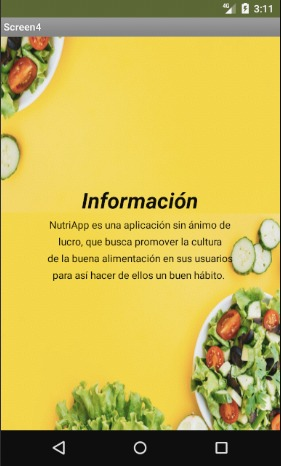 4G 3:11
Screen4
Información
NutriApp es una aplicación sin ánimo de
lucro, que busca promover la cultura
de la buena alimentación en sus usuarios
para así hacer de ellos un buen hábito.